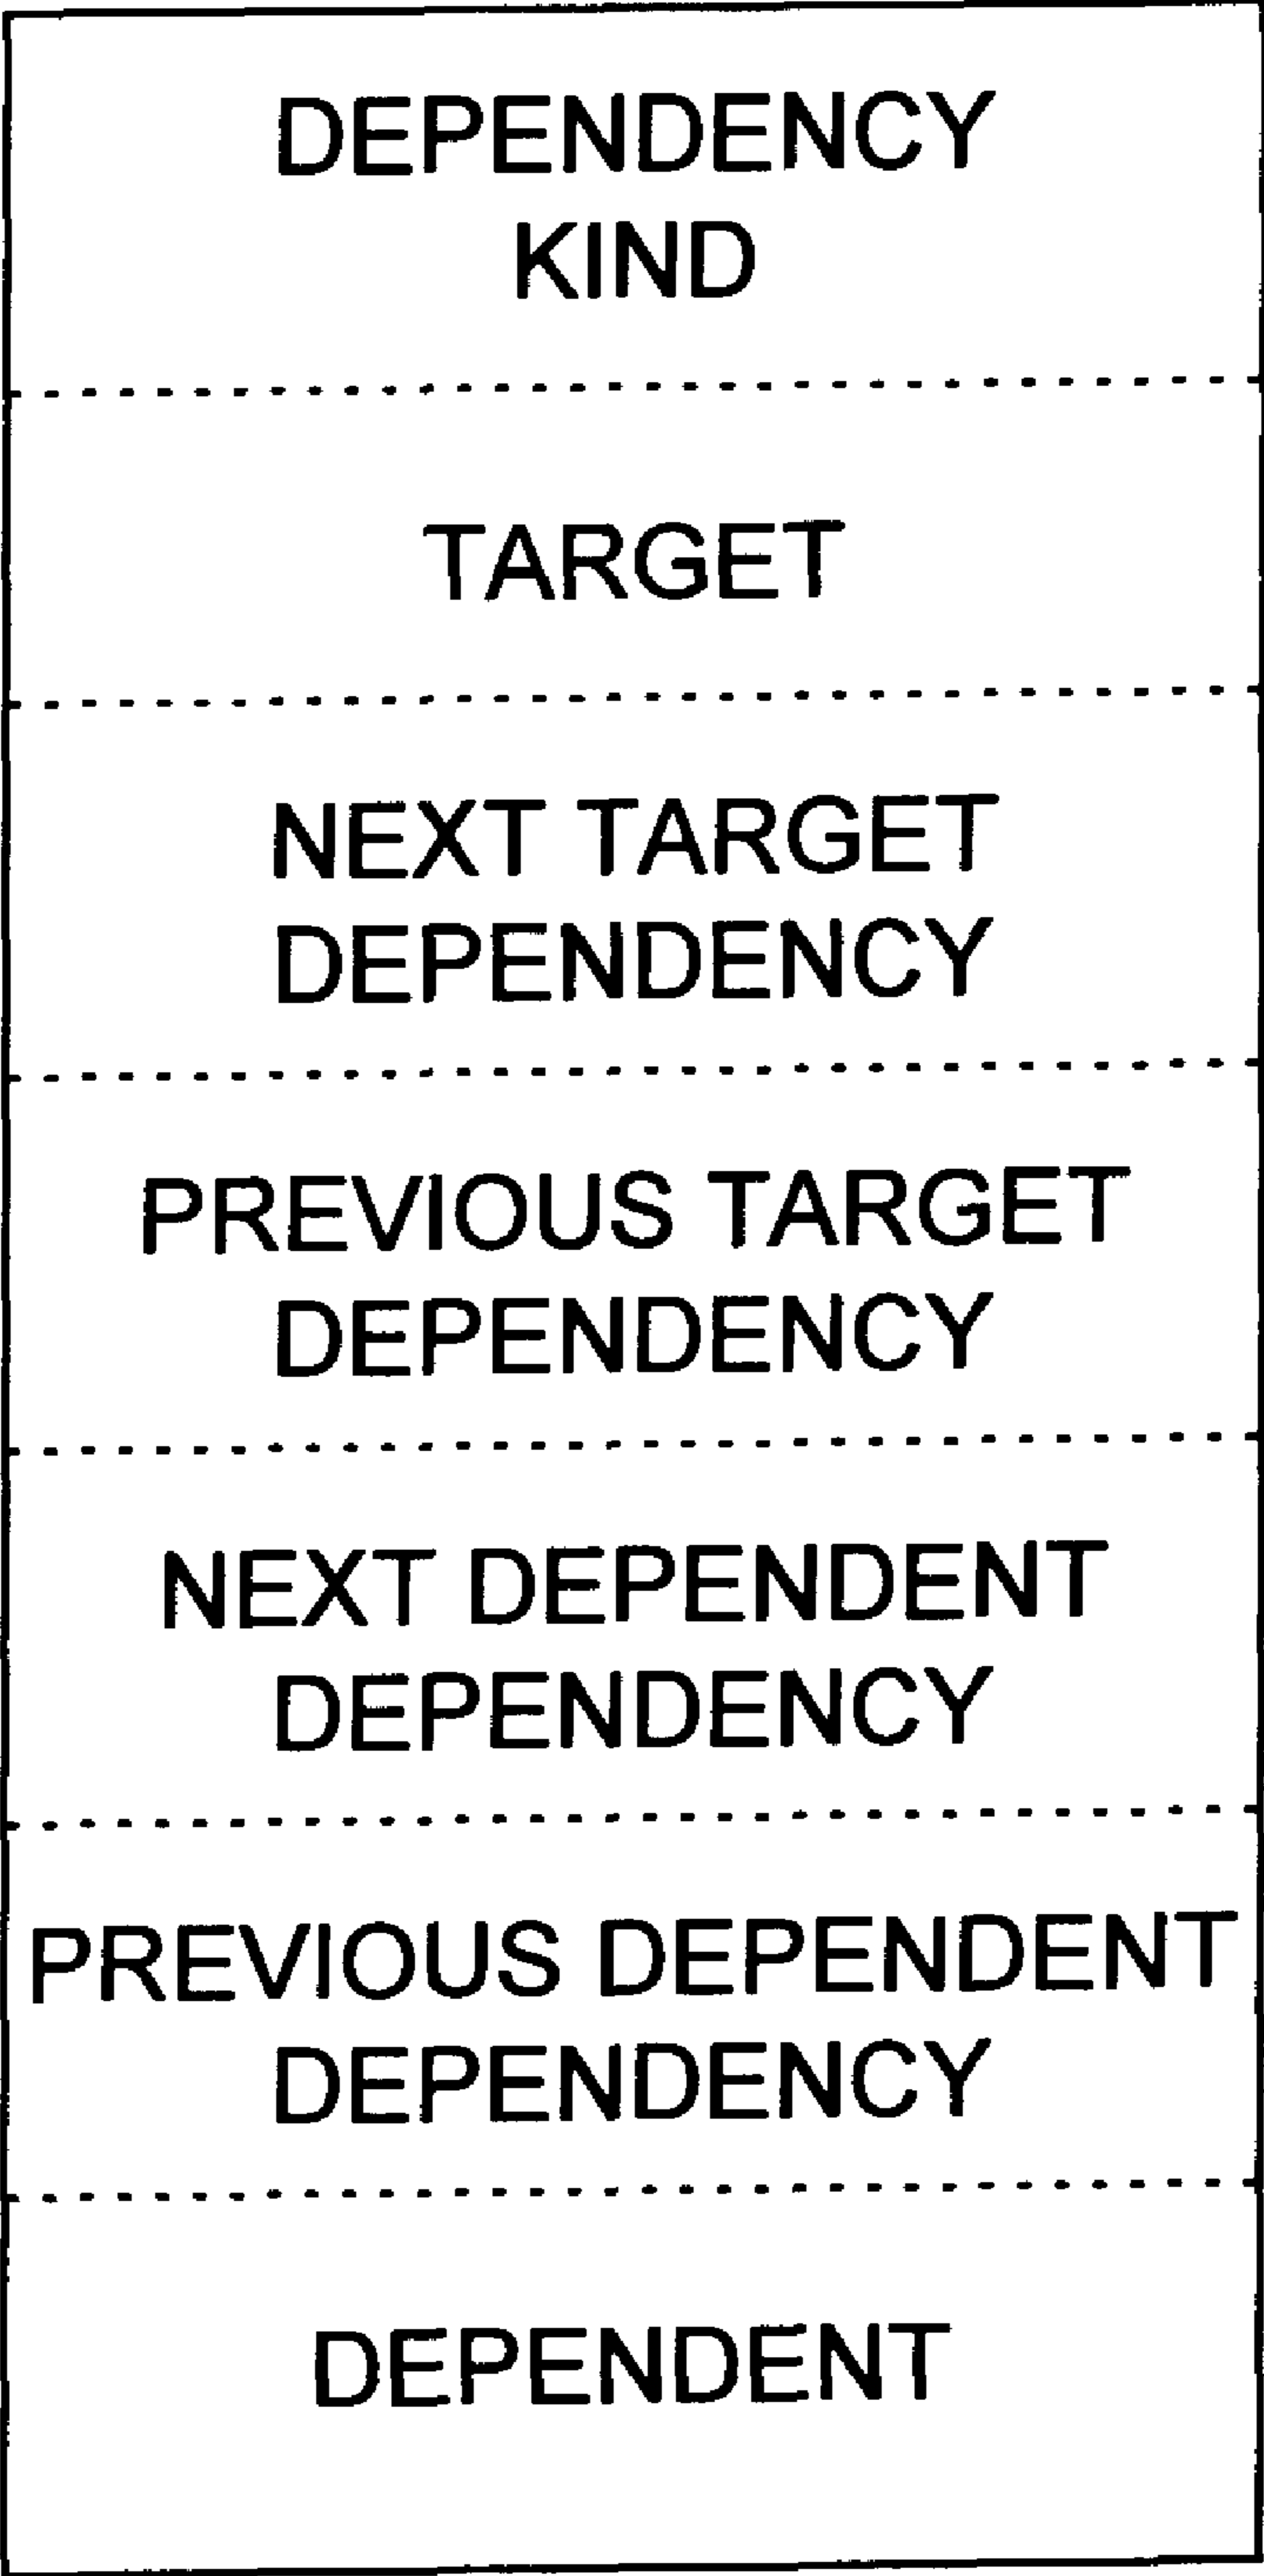 DEPENDENCY
KIND
TARGET
NEXT TARGET
DEPENDENCY
PREVIOUS TARGET
DEPENDENCY
NEXT DEPENDENT
DEPENDENCY
PREVIOUS DEPENDENT
DEPENDENCY
DEPENDENT